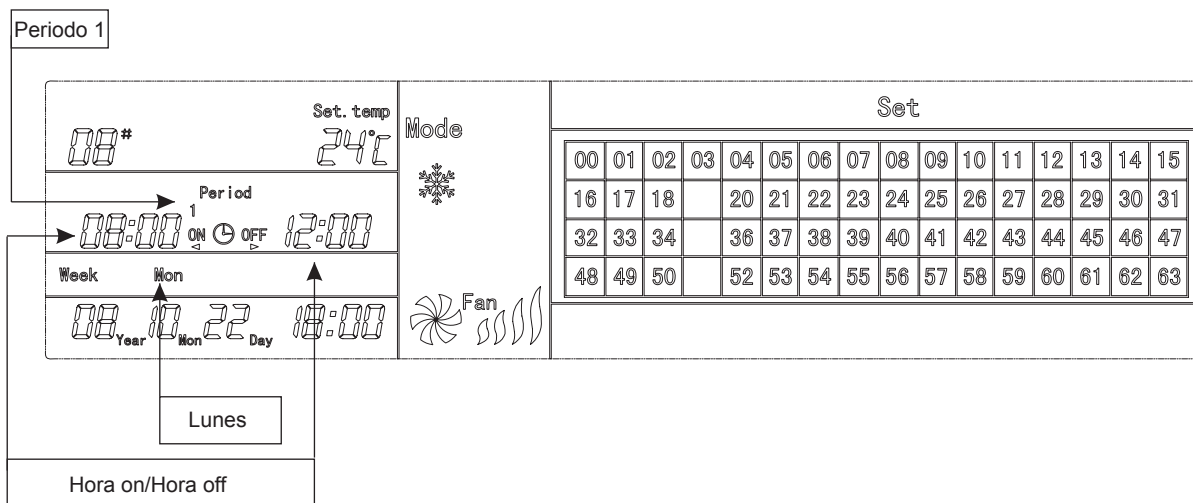 Periodo 1
Set. temp
08# 24°C
Period
1
08:00 ON OFF 12:00
Week Mon
08 Year 10 Mon 22 Day 18:00
Mode
Fan
Set
00 01 02 03 04 05 06 07 08 09 10 11 12 13 14 15
16 17 18 20 21 22 23 24 25 26 27 28 29 30 31
32 33 34 36 37 38 39 40 41 42 43 44 45 46 47
48 49 50 52 53 54 55 56 57 58 59 60 61 62 63
Lunes
Hora on/Hora off